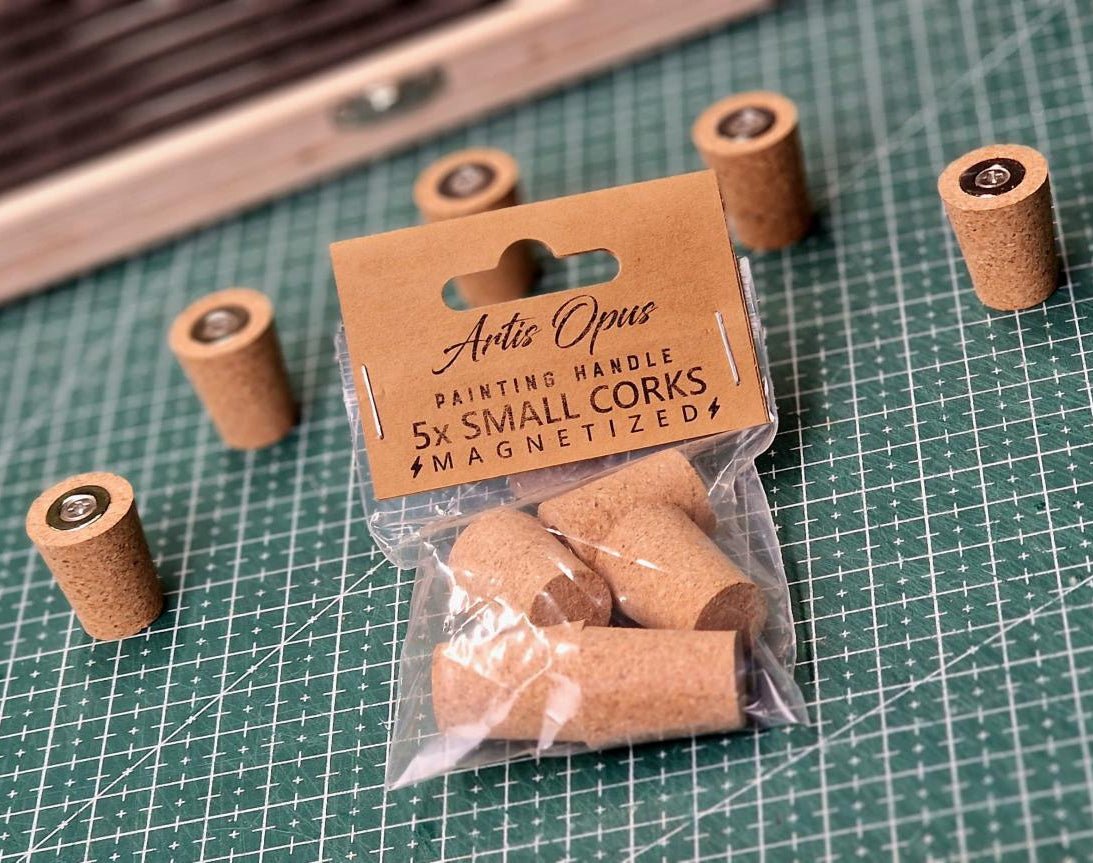 Artis Opus
PAINTING HANDLE
5x SMALL CORKS
MAGNETIZED